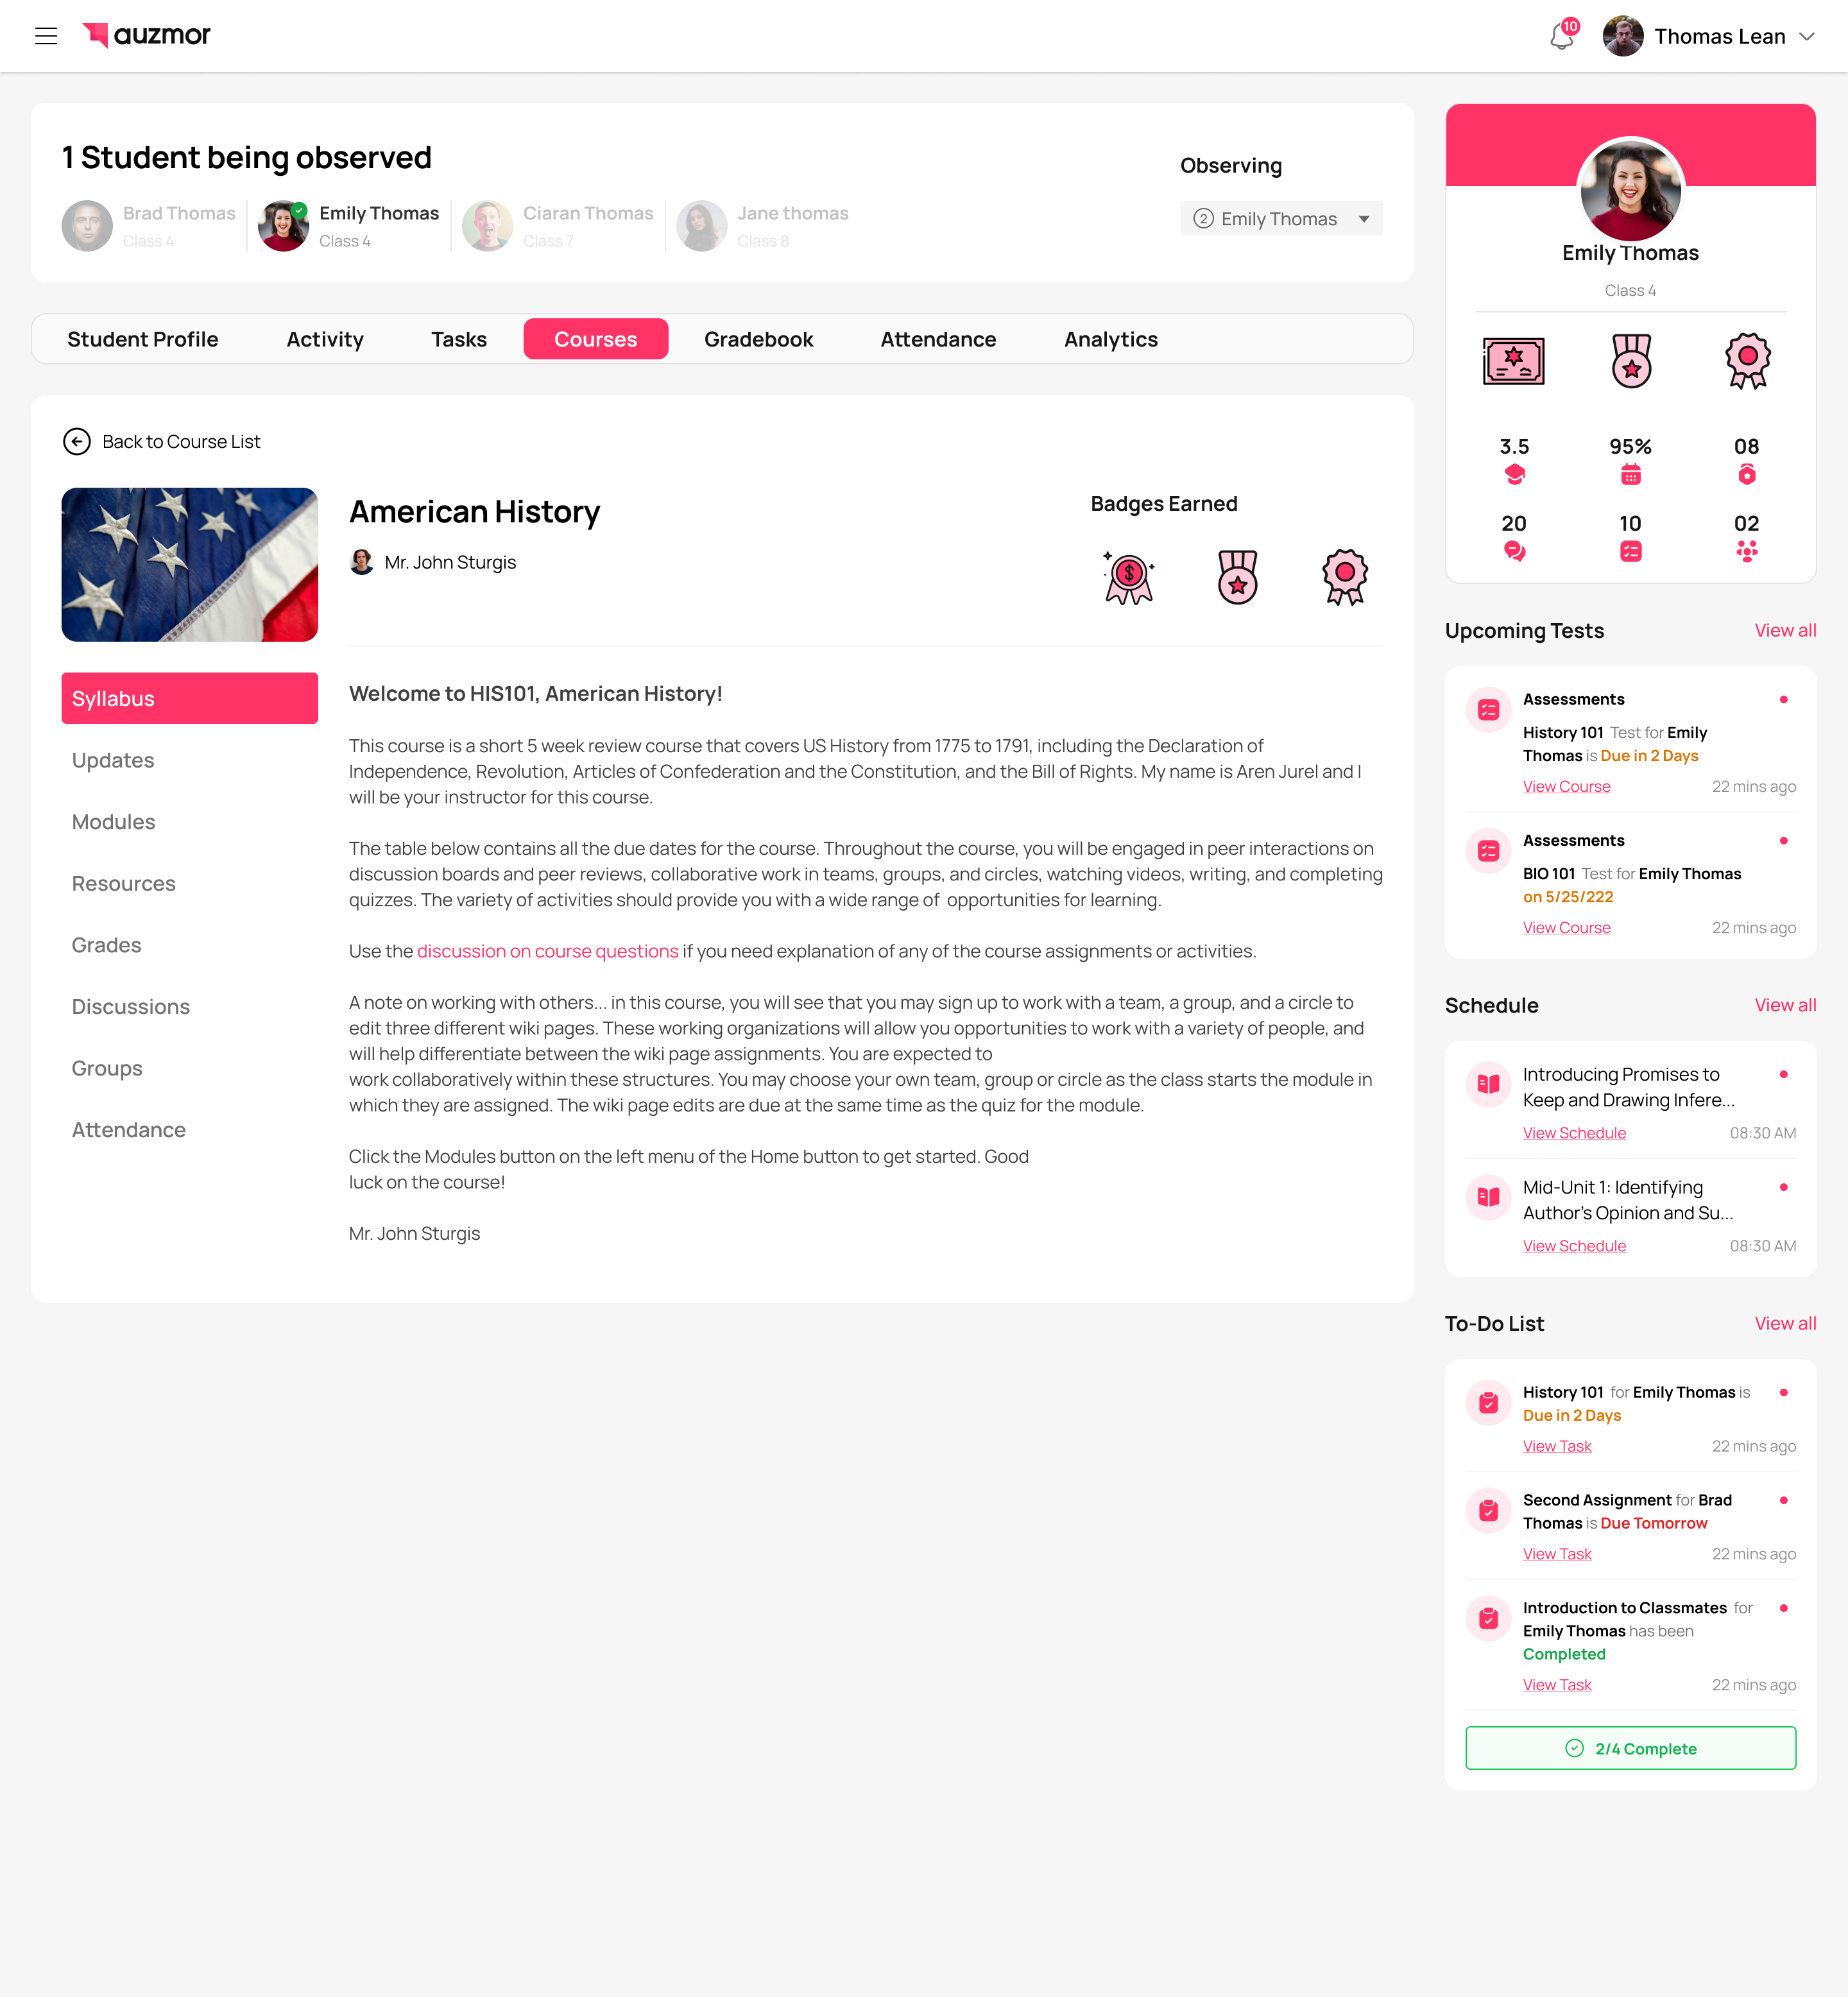 auzmor
10
Thomas Lean
1 Student being observed
Brad Thomas
Class 4
Emily Thomas
Class 4
Ciaran Thomas
Class 7
Jane thomas
Class 8
Observing
2 Emily Thomas
Student Profile
Activity
Tasks
Courses
Gradebook
Attendance
Analytics
Back to Course List
American History
Mr. John Sturgis
Badges Earned
$
Syllabus
Updates
Modules
Resources
Grades
Discussions
Groups
Attendance
Welcome to HIS101, American History!
This course is a short 5 week review course that covers US History from 1775 to 1791, including the Declaration of
Independence, Revolution, Articles of Confederation and the Constitution, and the Bill of Rights. My name is Aren Jurel and I
will be your instructor for this course.
The table below contains all the due dates for the course. Throughout the course, you will be engaged in peer interactions on
discussion boards and peer reviews, collaborative work in teams, groups, and circles, watching videos, writing, and completing
quizzes. The variety of activities should provide you with a wide range of opportunities for learning.
Use the discussion on course questions if you need explanation of any of the course assignments or activities.
A note on working with others... in this course, you will see that you may sign up to work with a team, a group, and a circle to
edit three different wiki pages. These working organizations will allow you opportunities to work with a variety of people, and
will help differentiate between the wiki page assignments. You are expected to
work collaboratively within these structures. You may choose your own team, group or circle as the class starts the module in
which they are assigned. The wiki page edits are due at the same time as the quiz for the module.
Click the Modules button on the left menu of the Home button to get started. Good
luck on the course!
Mr. John Sturgis
Emily Thomas
Class 4
3.5
95%
08
20
10
02
Upcoming Tests
View all
Assessments
History 101 Test for Emily
Thomas is Due in 2 Days
View Course
22 mins ago
Assessments
BIO 101 Test for Emily Thomas
on 5/25/222
View Course
22 mins ago
Schedule
View all
Introducing Promises to
Keep and Drawing Infere...
View Schedule
08:30 AM
Mid-Unit 1: Identifying
Author's Opinion and Su...
View Schedule
08:30 AM
To-Do List
View all
History 101 for Emily Thomas is
Due in 2 Days
View Task
22 mins ago
Second Assignment for Brad
Thomas is Due Tomorrow
View Task
22 mins ago
Introduction to Classmates for
Emily Thomas has been
Completed
View Task
22 mins ago
2/4 Complete